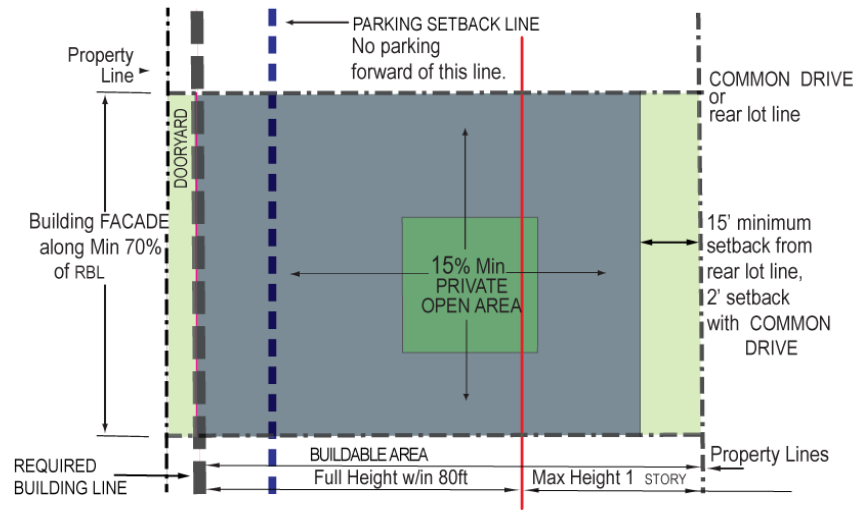 PARKING SETBACK LINE
No parking
forward of this line.
Property
Line
COMMON DRIVE
or
rear lot line
DOORYARD
Building FACADE
along Min 70%
of RBL
15% Min
PRIVATE
OPEN AREA
15' minimum
setback from
rear lot line,
2' setback
with COMMON
DRIVE
BUILDABLE AREA
Property Lines
REQUIRED
BUILDING LINE
Full Height w/in 80ft
Max Height 1 STORY